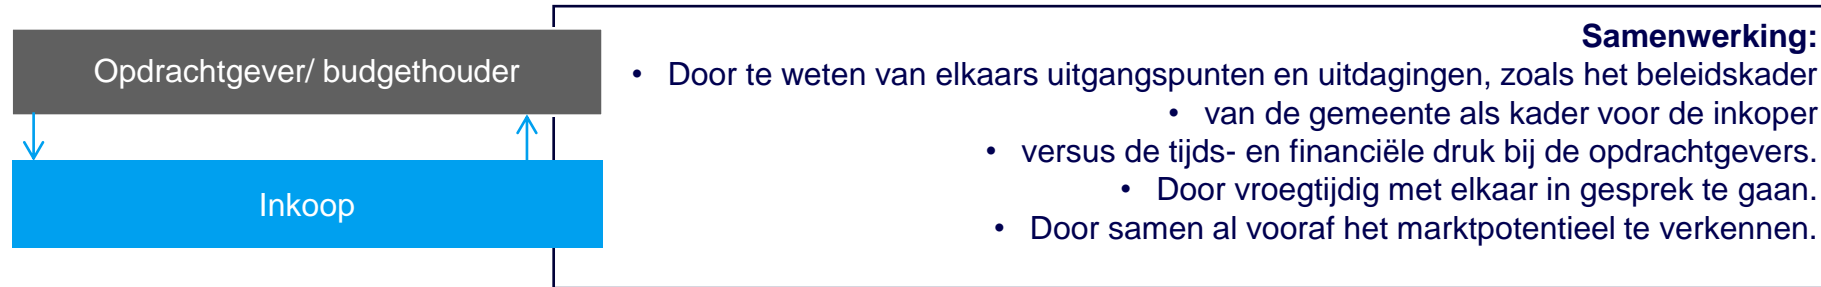 Opdrachtgever/ budgethouder
Inkoop
Samenwerking:
• Door te weten van elkaars uitgangspunten en uitdagingen, zoals het beleidskader
• van de gemeente als kader voor de inkoper
• versus de tijds- en financiële druk bij de opdrachtgevers.
• Door vroegtijdig met elkaar in gesprek te gaan.
• Door samen al vooraf het marktpotentieel te verkennen.